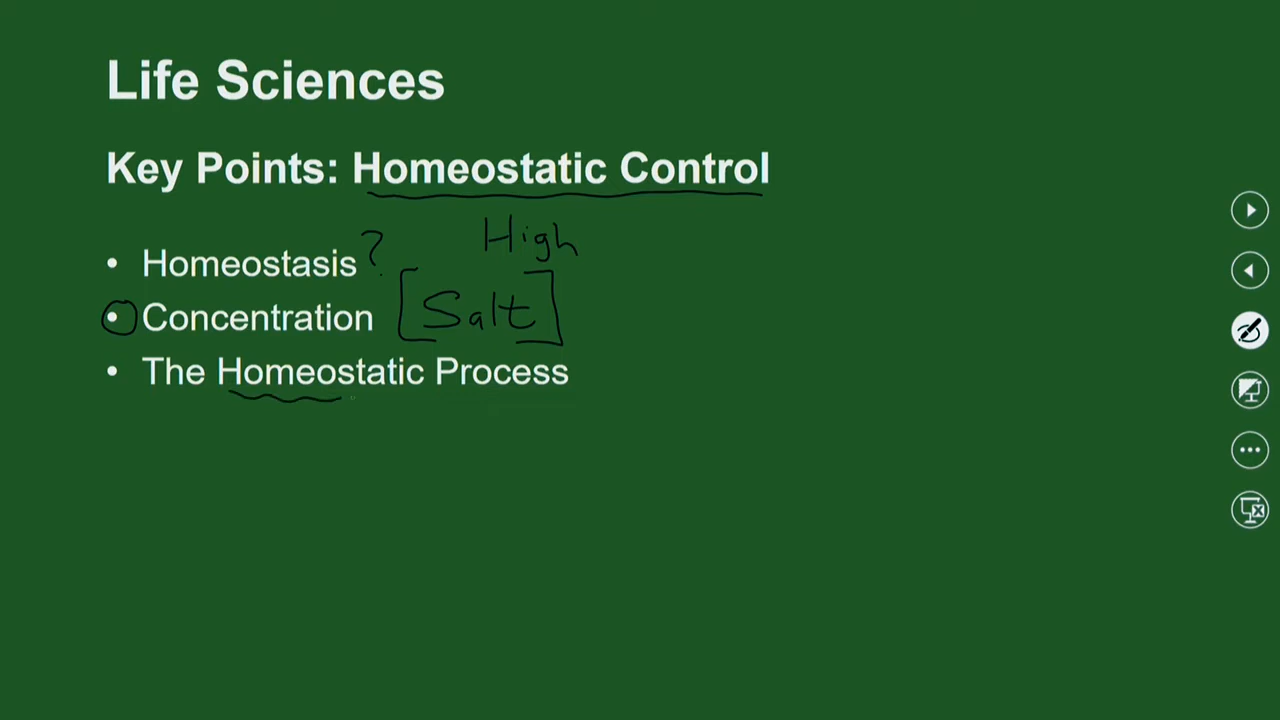 Life Sciences
Key Points: Homeostatic Control
High
• Homeostasis ?
• Concentration [Salt]
• The Homeostatic Process